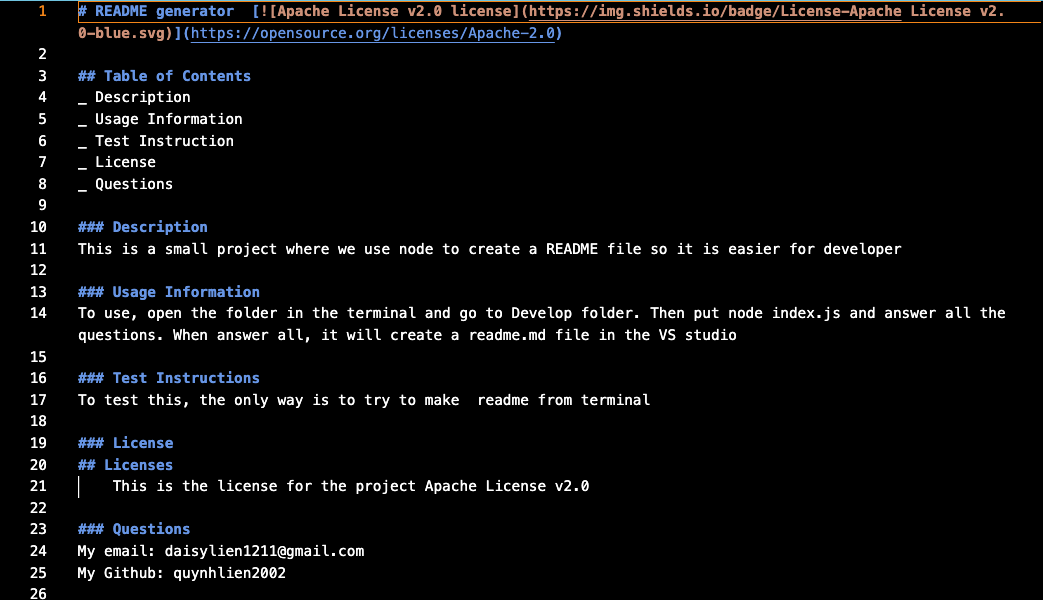 1 # README generator  [![Apache License v2.0 license](https://img.shields.io/badge/License-Apache License v2.
0-blue.svg)](https://opensource.org/licenses/Apache-2.0)
2
3 ## Table of Contents
4 _ Description
5 _ Usage Information
6 _ Test Instruction
7 _ License
8 _ Questions
9
10 ### Description
11 This is a small project where we use node to create a README file so it is easier for developer
12
13 ### Usage Information
14 To use, open the folder in the terminal and go to Develop folder. Then put node index.js and answer all the
questions. When answer all, it will create a readme.md file in the VS studio
15
16 ### Test Instructions
17 To test this, the only way is to try to make  readme from terminal
18
19 ### License
20 ## Licenses
21     This is the license for the project Apache License v2.0
22
23 ### Questions
24 My email: daisylien1211@gmail.com
25 My Github: quynhlien2002
26